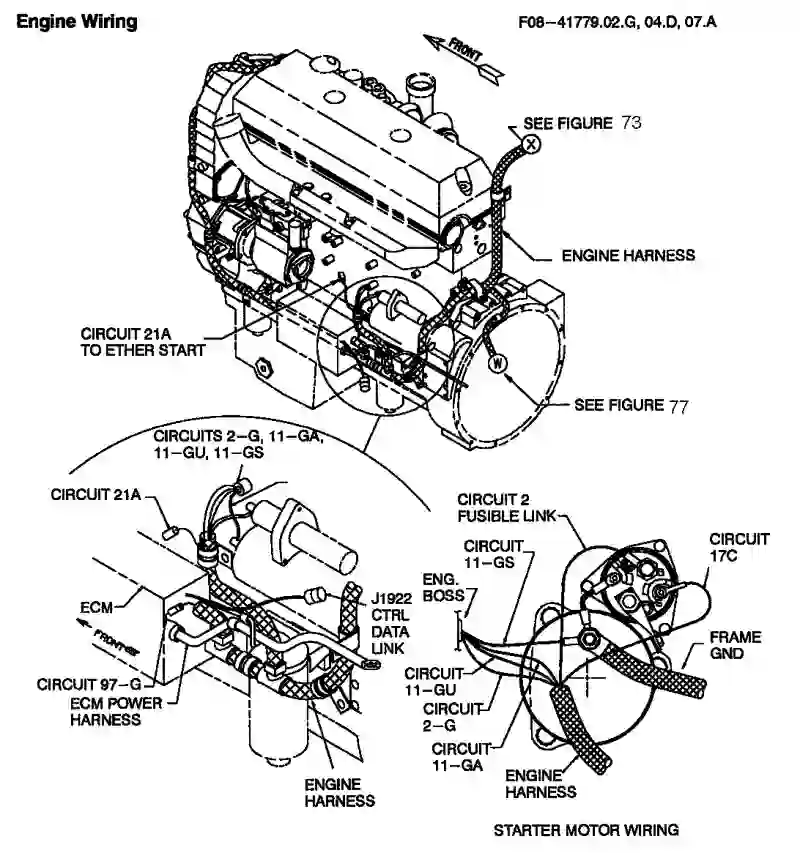 Engine Wiring
F08-41779.02.G, 04.D, 07.A
FRONT
SEE FIGURE 73
X
ENGINE HARNESS
CIRCUIT 21A
TO ETHER START
W
SEE FIGURE 77
CIRCUITS 2-G, 11-GA,
11-GU, 11-GS
CIRCUIT 21A
ECM
FRONT
J1922
CTRL
DATA
LINK
CIRCUIT 97-G
ECM POWER
HARNESS
ENGINE
HARNESS
CIRCUIT 2
FUSIBLE LINK
CIRCUIT
17C
CIRCUIT
11-GS
ENG.
BOSS
FRAME
GND
CIRCUIT
11-GU
CIRCUIT
2-G
CIRCUIT
11-GA
ENGINE
HARNESS
STARTER MOTOR WIRING